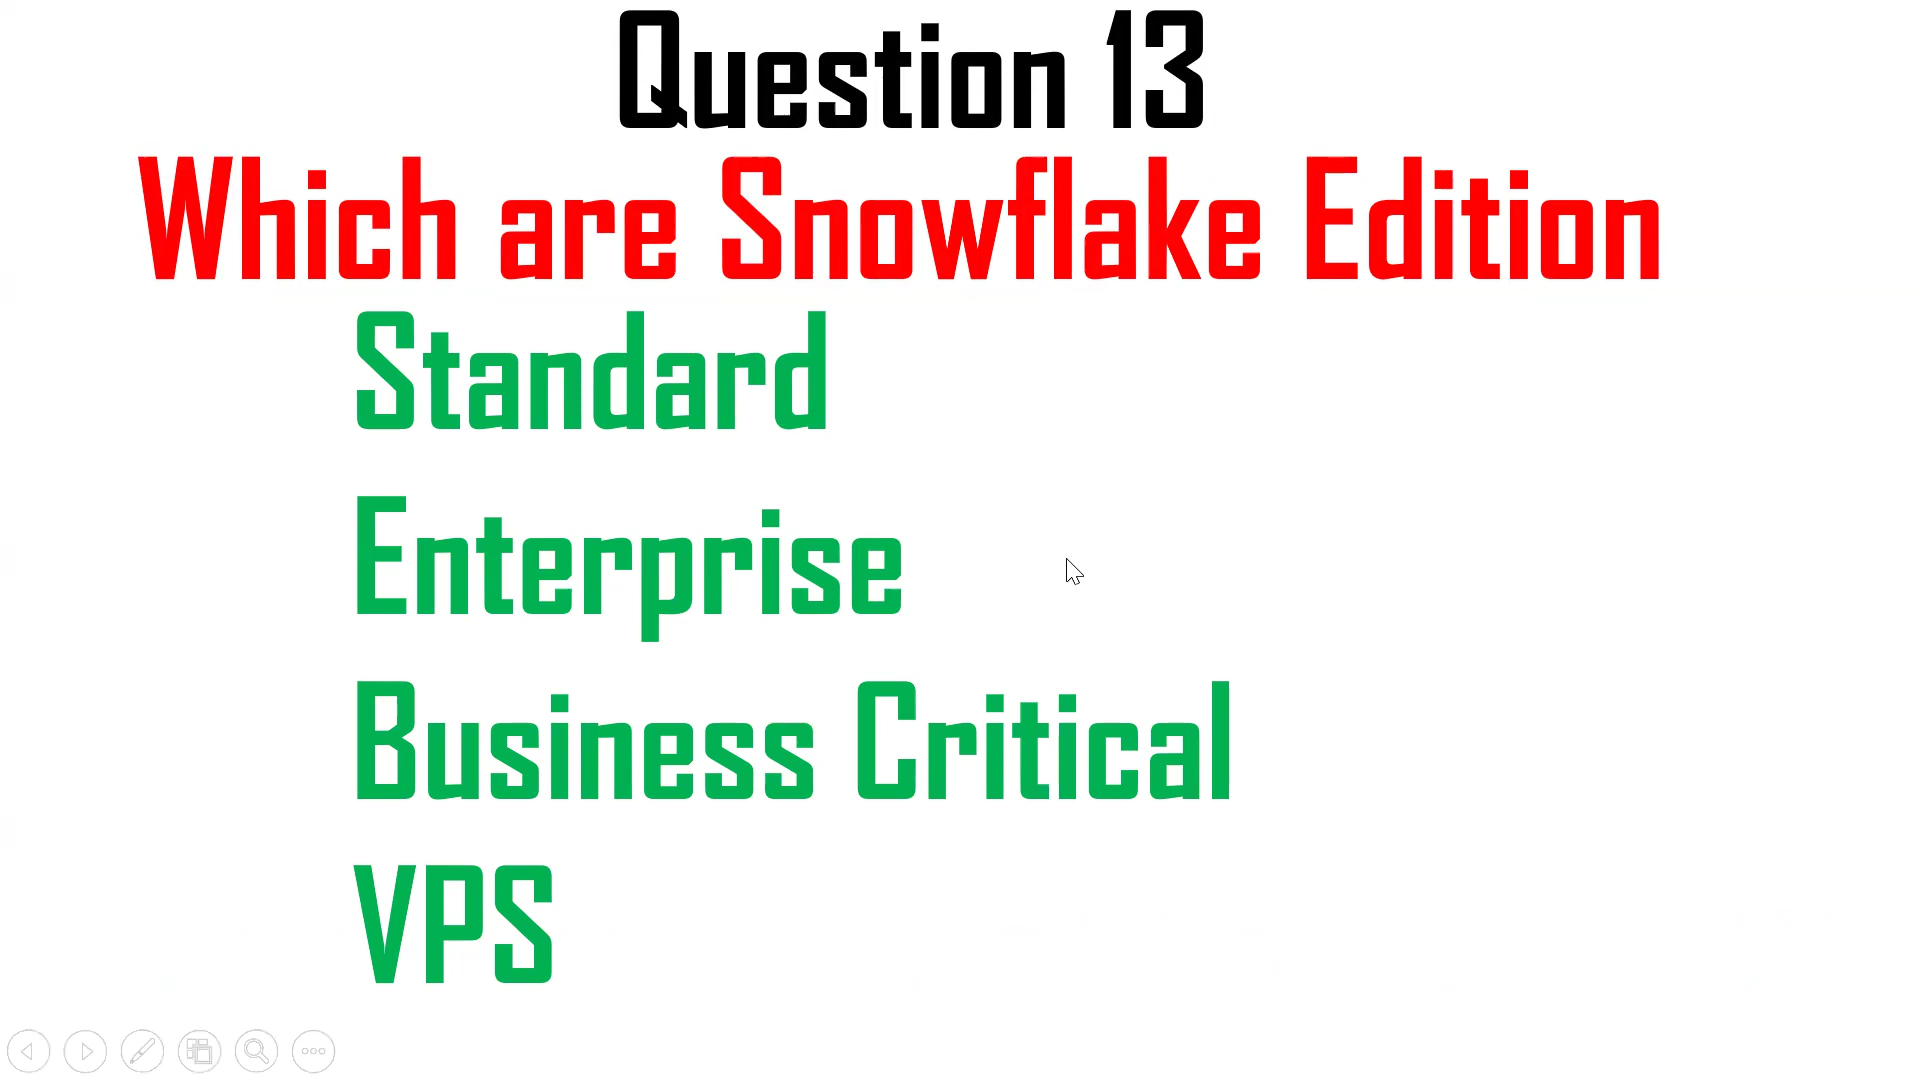 Question 13
Which are Snowflake Edition
Standard
Enterprise
Business Critical
VPS